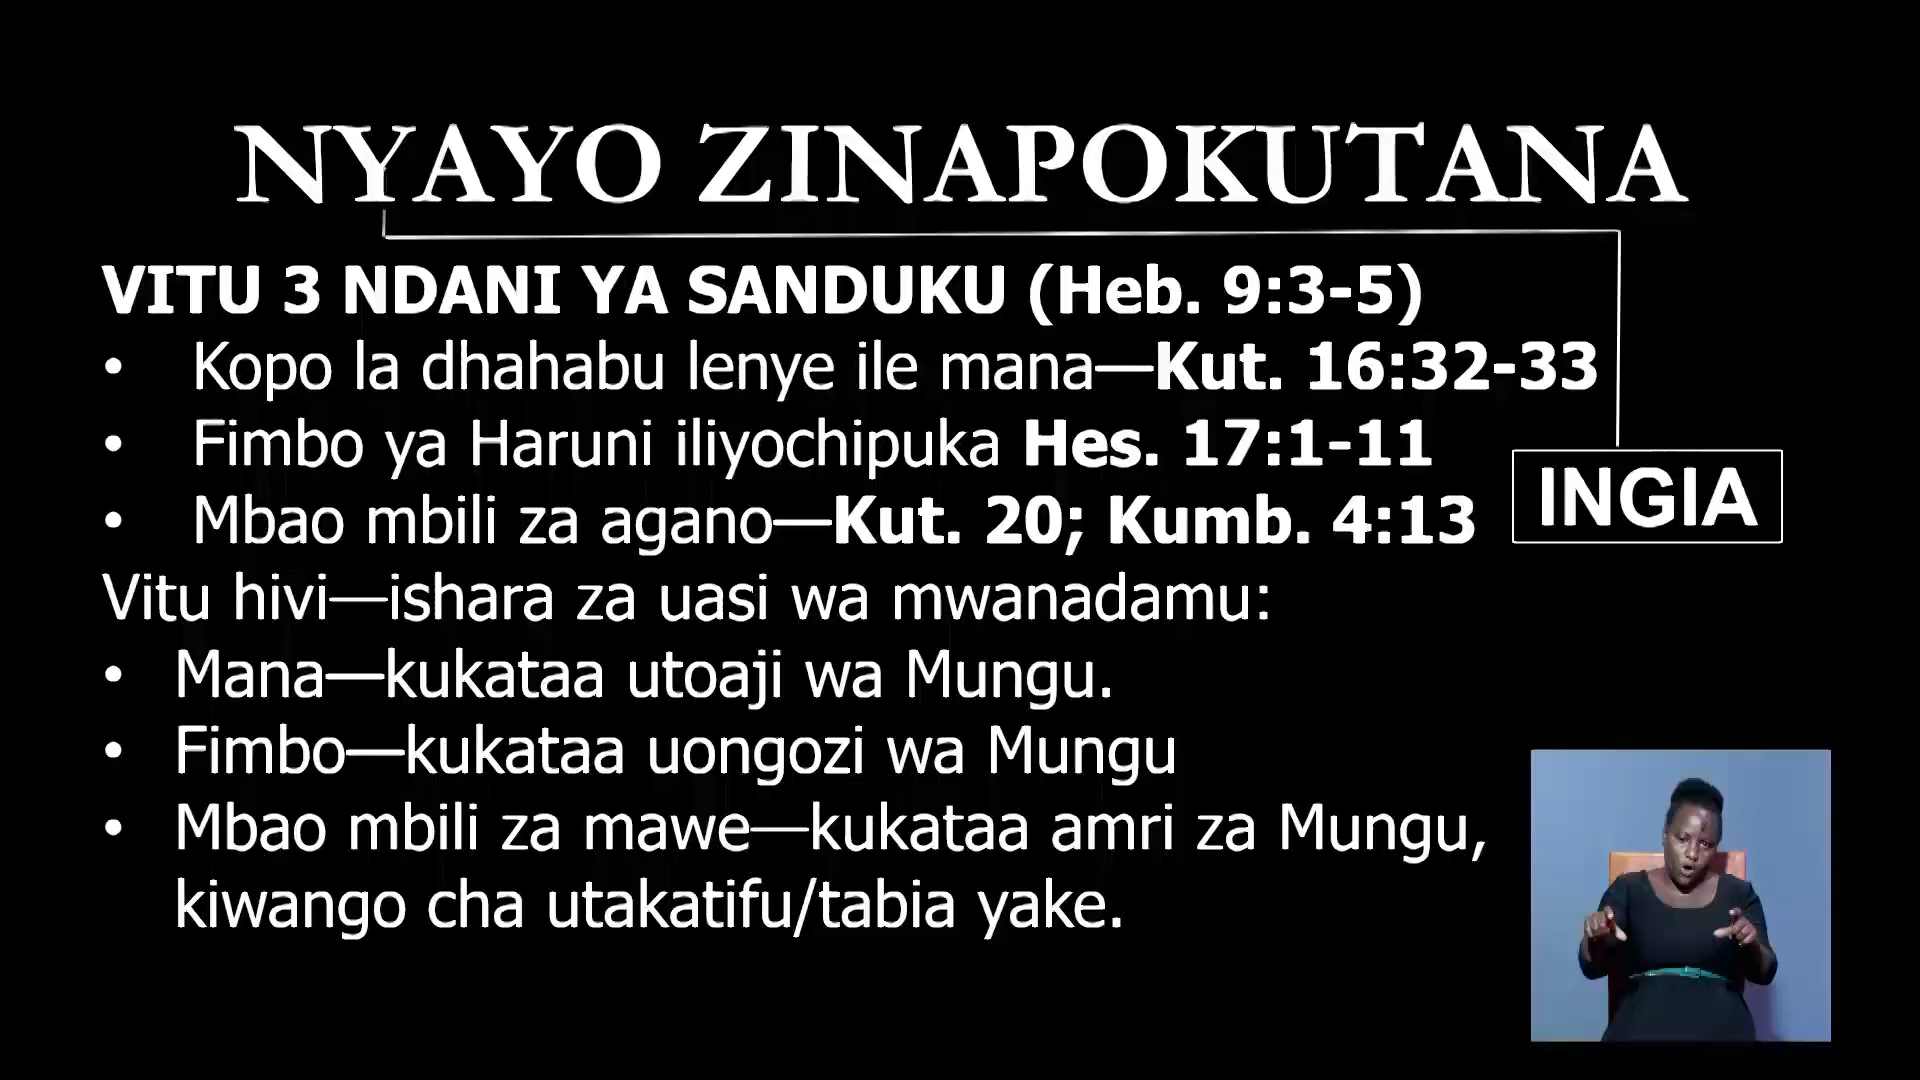 NYAYO ZINAPOKUTANA
VITU 3 NDANI YA SANDUKU (Heb. 9:3-5)
• Kopo la dhahabu lenye ile mana—Kut. 16:32-33
• Fimbo ya Haruni iliyochipuka Hes. 17:1-11
• Mbao mbili za agano—Kut. 20; Kumb. 4:13
INGIA
Vitu hivi—ishara za uasi wa mwanadamu:
• Mana—kukataa utoaji wa Mungu.
• Fimbo—kukataa uongozi wa Mungu
• Mbao mbili za mawe—kukataa amri za Mungu,
kiwango cha utakatifu/tabia yake.